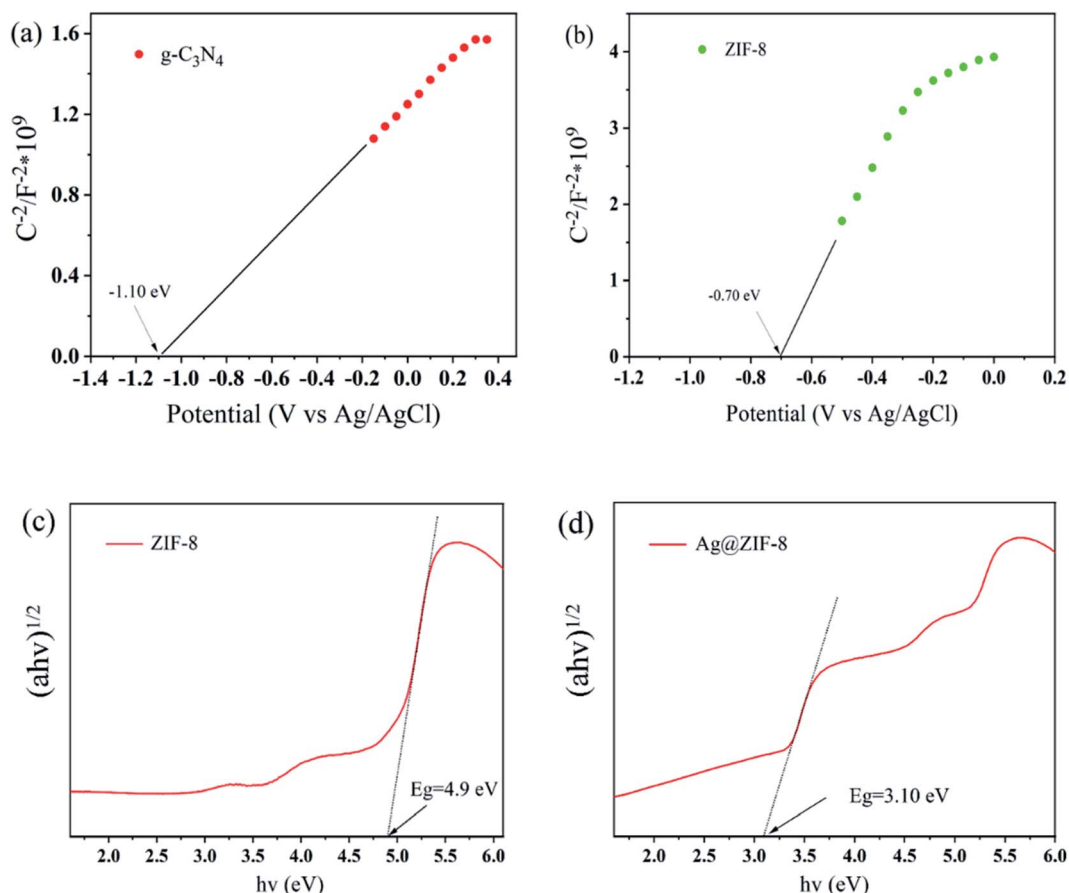 (a)
g-C₃N₄
C⁻²/F⁻²*10⁹
1.6
1.2
0.8
0.4
0.0
-1.10 eV
-1.4 -1.2 -1.0 -0.8 -0.6 -0.4 -0.2 0.0 0.2 0.4
Potential (V vs Ag/AgCl)
(b)
ZIF-8
C⁻²/F⁻²*10⁹
4
3
2
1
0
-0.70 eV
-1.2 -1.0 -0.8 -0.6 -0.4 -0.2 0.0 0.2
Potential (V vs Ag/AgCl)
(c)
ZIF-8
(ahv)¹/²
Eg=4.9 eV
2.0 2.5 3.0 3.5 4.0 4.5 5.0 5.5 6.0
hv (eV)
(d)
Ag@ZIF-8
(ahv)¹/²
Eg=3.10 eV
2.0 2.5 3.0 3.5 4.0 4.5 5.0 5.5 6.0
hv (eV)